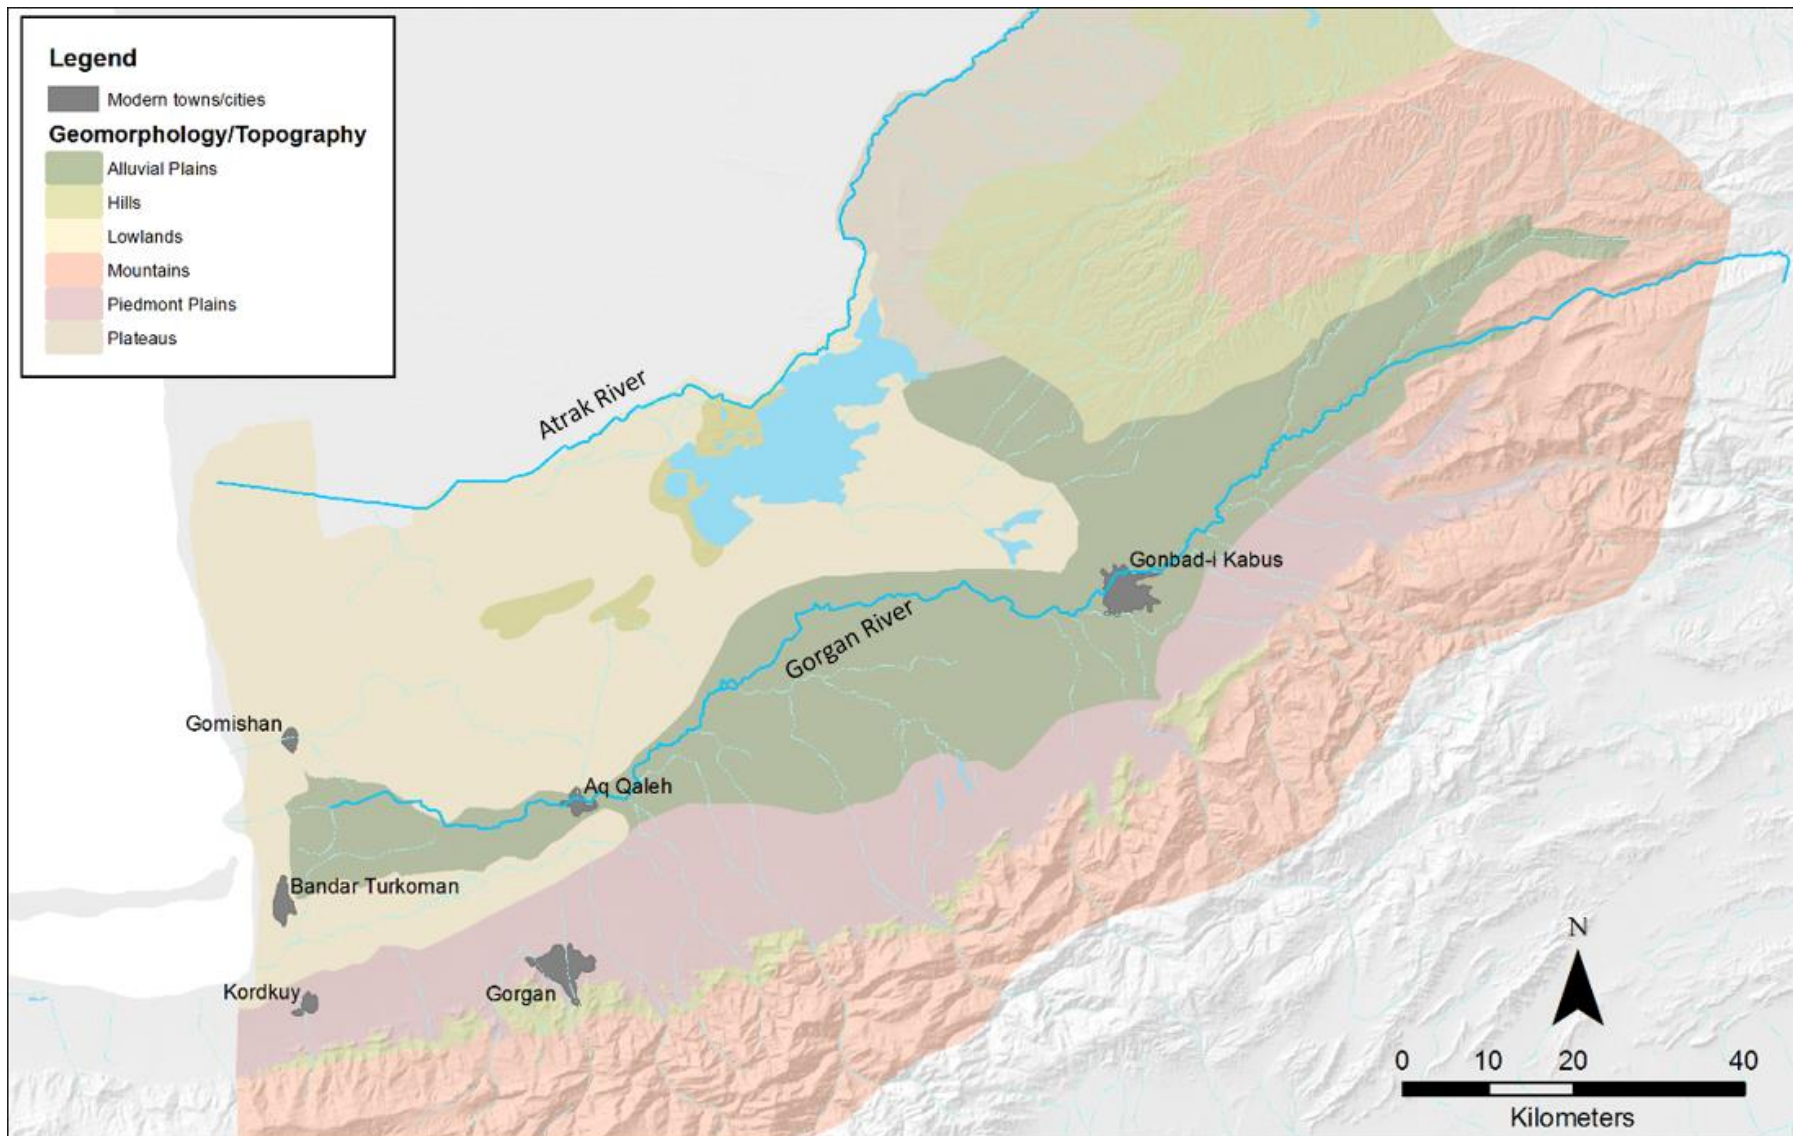 Legend
Modern towns/cities
Geomorphology/Topography
Alluvial Plains
Hills
Lowlands
Mountains
Piedmont Plains
Plateaus
Atrak River
Gonbad-i Kabus
Gorgan River
Gomishan
Aq Qaleh
Bandar Turkoman
Kordkuy
Gorgan
N
0 10 20 40
Kilometers